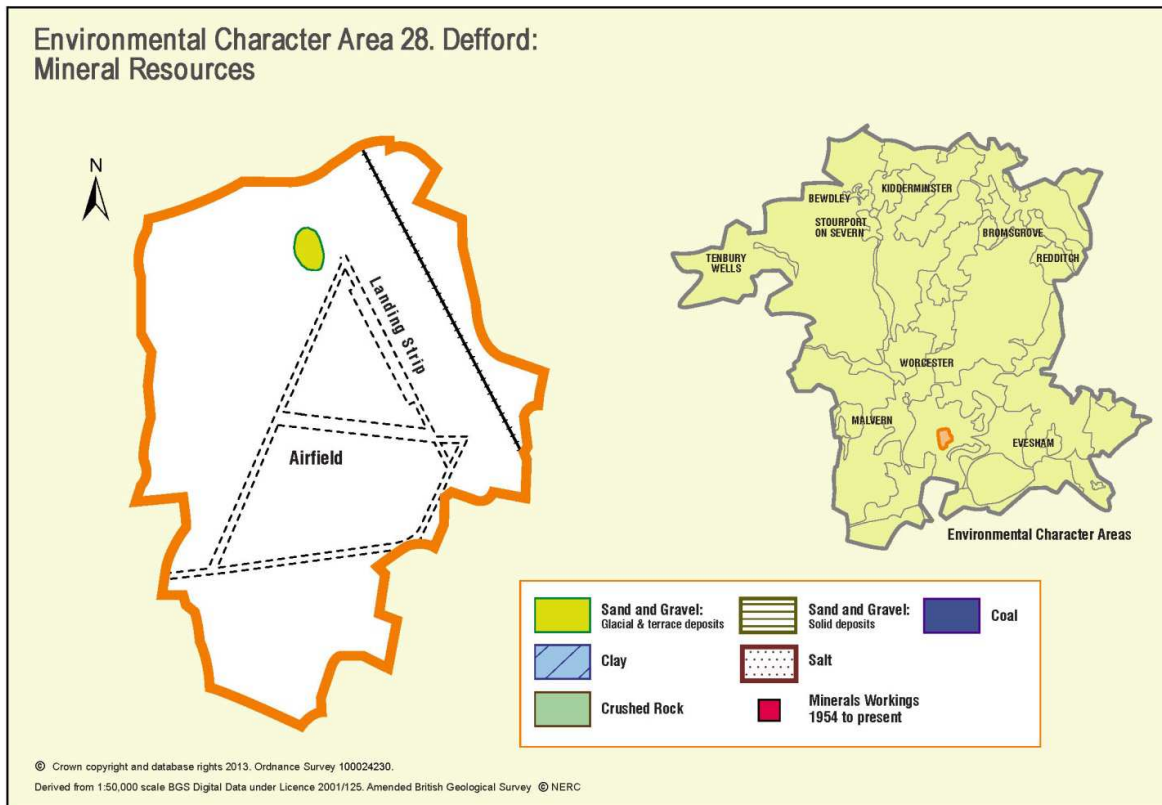 Environmental Character Area 28. Defford:
Mineral Resources
N
Landing Strip
Airfield
KIDDERMINSTER
BEWDLEY
STOURPORT
ON SEVERN
BROMSGROVE
TENBURY
WELLS
REDDITCH
WORCESTER
MALVERN
EVESHAM
Environmental Character Areas
Sand and Gravel:
Glacial & terrace deposits
Sand and Gravel:
Solid deposits
Coal
Clay
Salt
Crushed Rock
Minerals Workings
1954 to present
© Crown copyright and database rights 2013. Ordnance Survey 100024230.
Derived from 1:50,000 scale BGS Digital Data under Licence 2001/125. Amended British Geological Survey © NERC